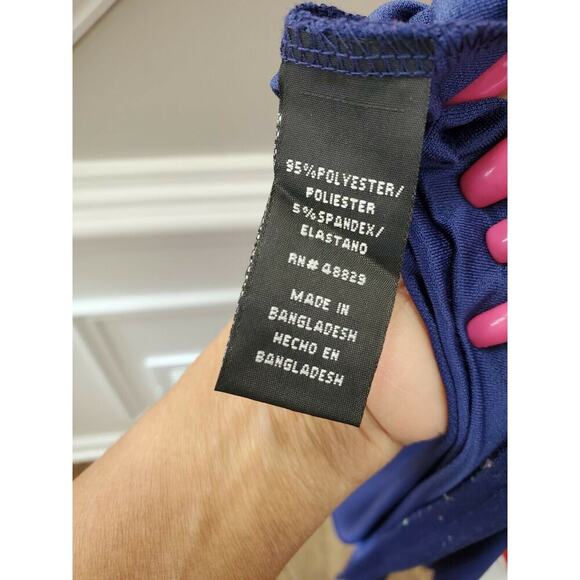 95%POLYESTER/
POLIESTER
5%SPANDEX/
ELASTANO
RN# 48829
MADE IN
BANGLADESH
HECHO EN
BANGLADESH